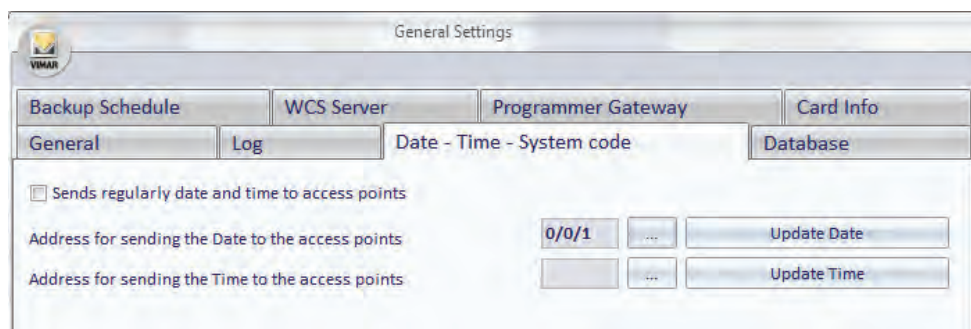 General Settings
VIMAR
Backup Schedule WCS Server Programmer Gateway Card Info
General Log Date - Time - System code Database
Sends regularly date and time to access points
Address for sending the Date to the access points 0/0/1 ... Update Date
Address for sending the Time to the access points ... Update Time